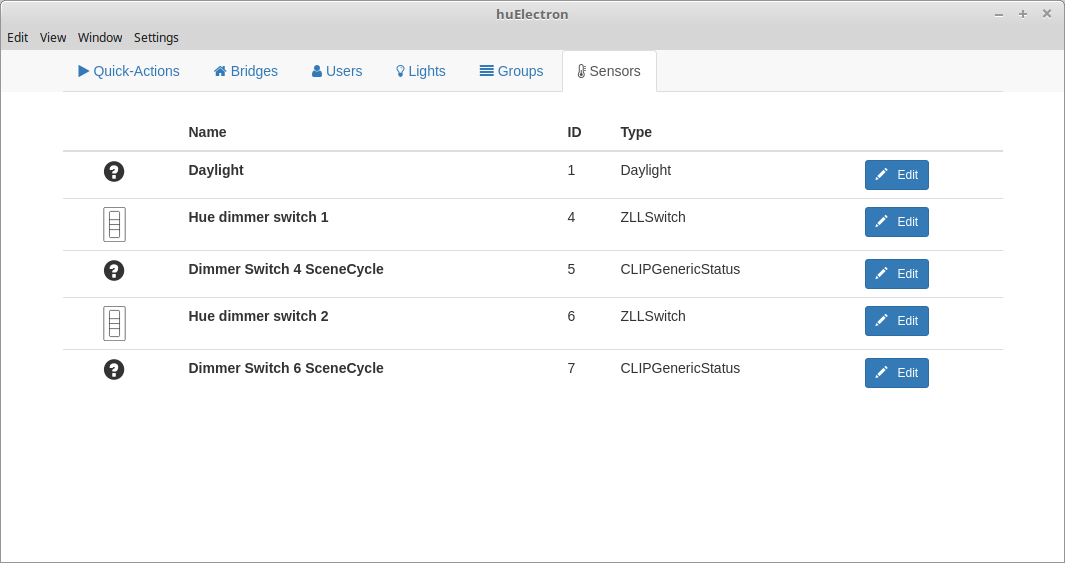 huElectron
Edit View Window Settings
Quick-Actions Bridges Users Lights Groups Sensors
Name ID Type
Daylight 1 Daylight Edit
Hue dimmer switch 1 4 ZLLSwitch Edit
Dimmer Switch 4 SceneCycle 5 CLIPGenericStatus Edit
Hue dimmer switch 2 6 ZLLSwitch Edit
Dimmer Switch 6 SceneCycle 7 CLIPGenericStatus Edit